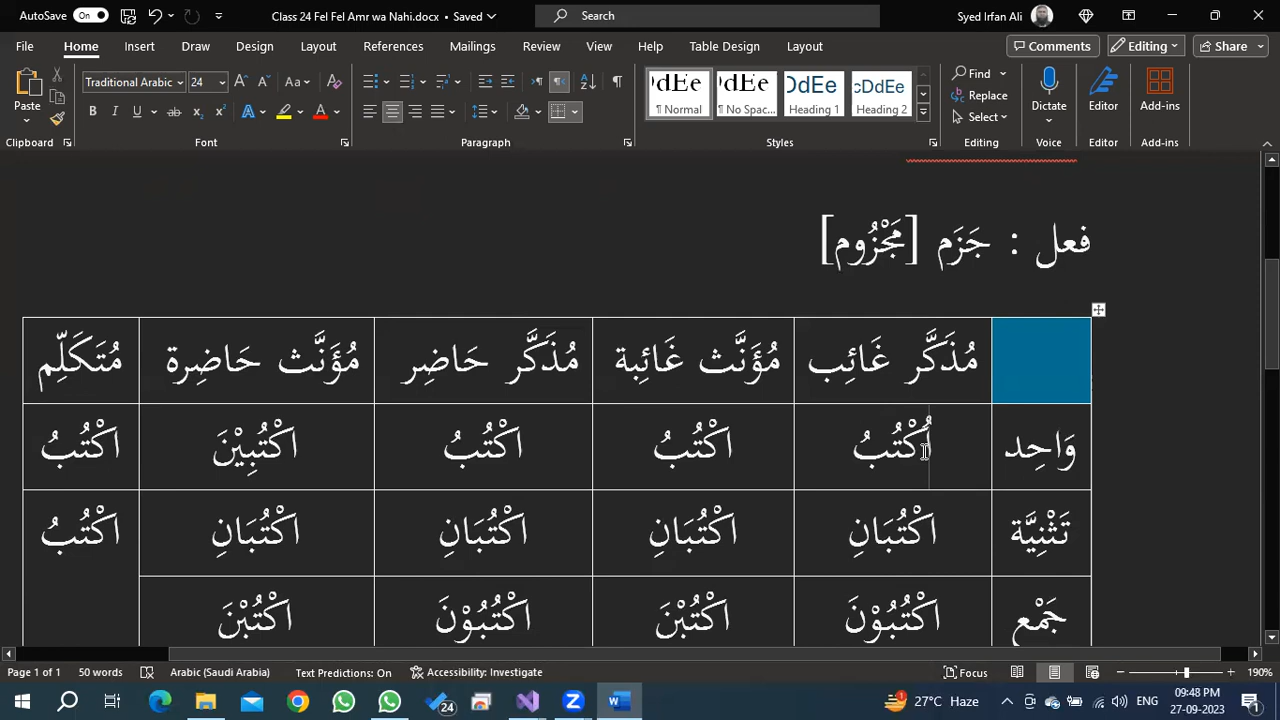 AutoSave On Class 24 Fel Fel Amr wa Nahi.docx • Saved Search Syed Irfan Ali
File Home Insert Draw Design Layout References Mailings Review View Help Table Design Layout Comments Editing Share
Paste Traditional Arabic 24 Aa Normal No Spac... Heading 1 Heading 2 Find Replace Select Dictate Editor Add-ins
Clipboard Font Paragraph Styles Editing Voice Editor Add-ins
فعل : جَزَم [مَجْزُوم]
مُذَكَّر غَائِب مُؤَنَّث غَائِبة مُذَكَّر حَاضِر مُؤَنَّث حَاضِرة مُتَكَلِّم
وَاحِد اُكْتُبُ اكْتُبُ اكْتُبُ اكْتُبِيْنَ اكْتُبُ
تَثْنِيَّة اكْتُبَانِ اكْتُبَانِ اكْتُبَانِ اكْتُبَانِ اكْتُبُ
جَمْع اكْتُبُوْنَ اكْتُبْنَ اكْتُبُوْنَ اكْتُبْنَ
Page 1 of 1 50 words Arabic (Saudi Arabia) Text Predictions: On Accessibility: Investigate Focus 190%
24 27°C Haze ENG 09:48 PM 27-09-2023 1